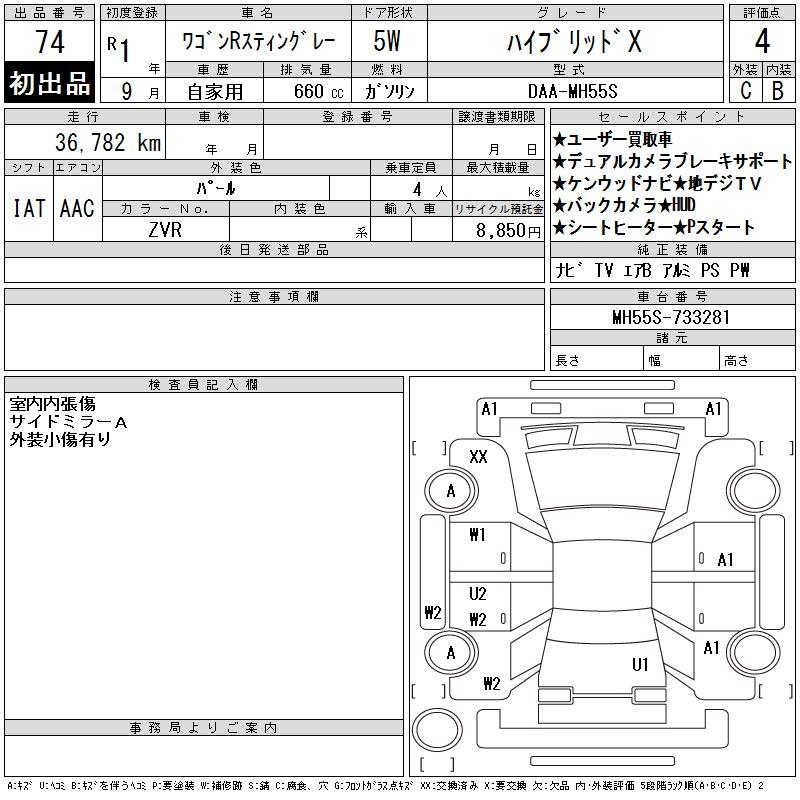 出品番号 初度登録 車名 ドア形状 グレード 評価点
74 R1年 ワゴンRスティングレー 5W ハイブリッドX 4
初出品 9月 車歴 排気量 燃料 型式 外装 内装
自家用 660cc ガソリン DAA-MH55S C B
走行 車検 登録番号 譲渡書類期限 セールスポイント
36,782 km 年 月 月 日 ★ユーザー買取車
シフト エアコン 外装色 乗車定員 最大積載量 ★デュアルカメラブレーキサポート
IAT AAC パール 4人 kg ★ケンウッドナビ★地デジTV
カラーNo. 内装色 輸入車 リサイクル預託金 ★バックカメラ★HUD
ZVR 系 8,850円 ★シートヒーター★Pスタート
後日発送部品 純正装備
ナビ TV エアB アルミ PS PW
注意事項欄 車台番号
MH55S-733281
諸元
長さ 幅 高さ
検査員記入欄
室内内張傷
サイドミラーA
外装小傷有り
A1 A1
XX
A
W1
A1
U2
W2 W2
A A1
U1
W2
事務局よりご案内
A:キズ U:ヘコミ B:キズを伴うヘコミ P:要塗装 W:補修跡 S:錆 C:腐食、穴 G:フロントガラス点キズ XX:交換済み X:要交換 欠:欠品 内・外装評価 5段階ランク順(A・B・C・D・E) 2